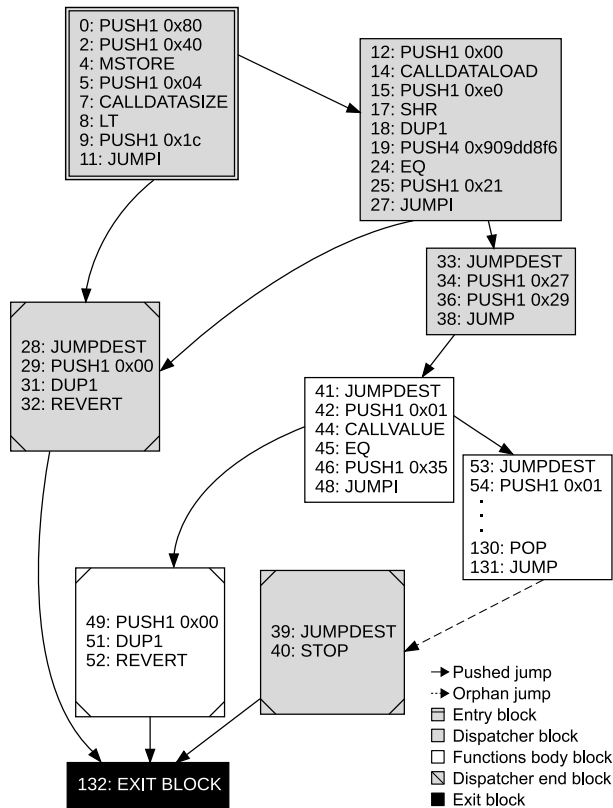 0: PUSH1 0x80
2: PUSH1 0x40
4: MSTORE
5: PUSH1 0x04
7: CALLDATASIZE
8: LT
9: PUSH1 0x1c
11: JUMPI
12: PUSH1 0x00
14: CALLDATALOAD
15: PUSH1 0xe0
17: SHR
18: DUP1
19: PUSH4 0x909dd8f6
24: EQ
25: PUSH1 0x21
27: JUMPI
33: JUMPDEST
34: PUSH1 0x27
36: PUSH1 0x29
38: JUMP
28: JUMPDEST
29: PUSH1 0x00
31: DUP1
32: REVERT
41: JUMPDEST
42: PUSH1 0x01
44: CALLVALUE
45: EQ
46: PUSH1 0x35
48: JUMPI
53: JUMPDEST
54: PUSH1 0x01
.
.
.
130: POP
131: JUMP
49: PUSH1 0x00
51: DUP1
52: REVERT
39: JUMPDEST
40: STOP
132: EXIT BLOCK
Pushed jump
Orphan jump
Entry block
Dispatcher block
Functions body block
Dispatcher end block
Exit block